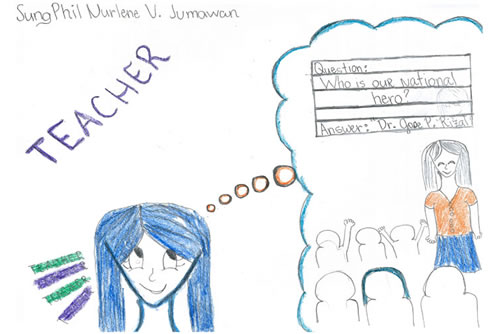 SungPhil Nurlene V. Jumawan
TEACHER
Question:
Who is our national
hero?
Answer: "Dr. Jose P. Rizal